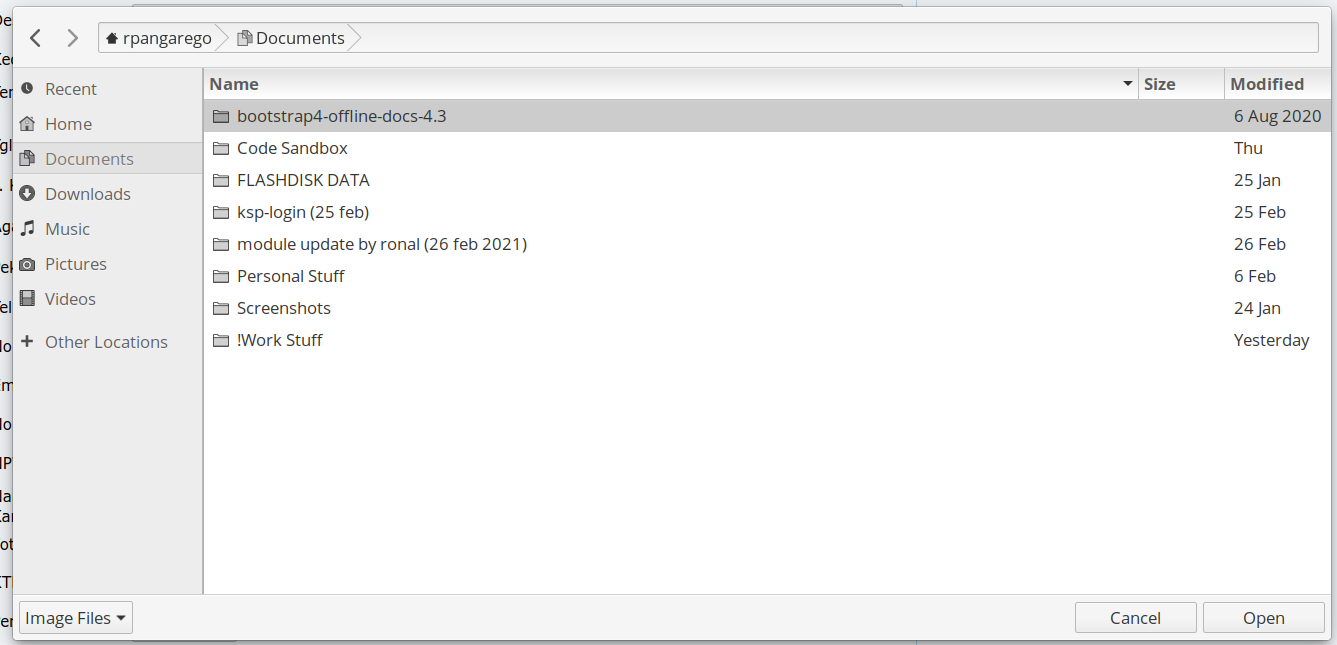 rpangarego Documents
Recent
Home
Documents
Downloads
Music
Pictures
Videos
Other Locations
Name Size Modified
bootstrap4-offline-docs-4.3 6 Aug 2020
Code Sandbox Thu
FLASHDISK DATA 25 Jan
ksp-login (25 feb) 25 Feb
module update by ronal (26 feb 2021) 26 Feb
Personal Stuff 6 Feb
Screenshots 24 Jan
!Work Stuff Yesterday
Image Files Cancel Open